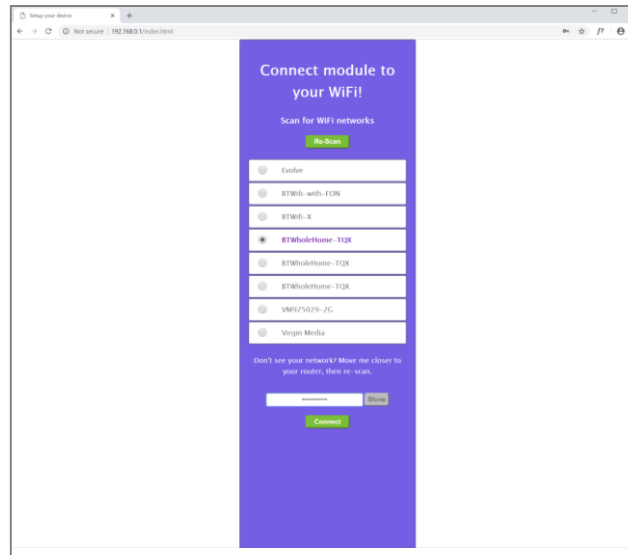 Setup your device
Not secure | 192.168.0.1/index.html
Connect module to
your WiFi!
Scan for WiFi networks
Re-Scan
Evolve
BTWifi-with-FON
BTWifi-X
BTWholeHome-TQX
BTWholeHome-TQX
BTWholeHome-TQX
VM975029-2G
Virgin Media
Don't see your network? Move me closer to
your router, then re-scan.
••••••••••• Show
Connect